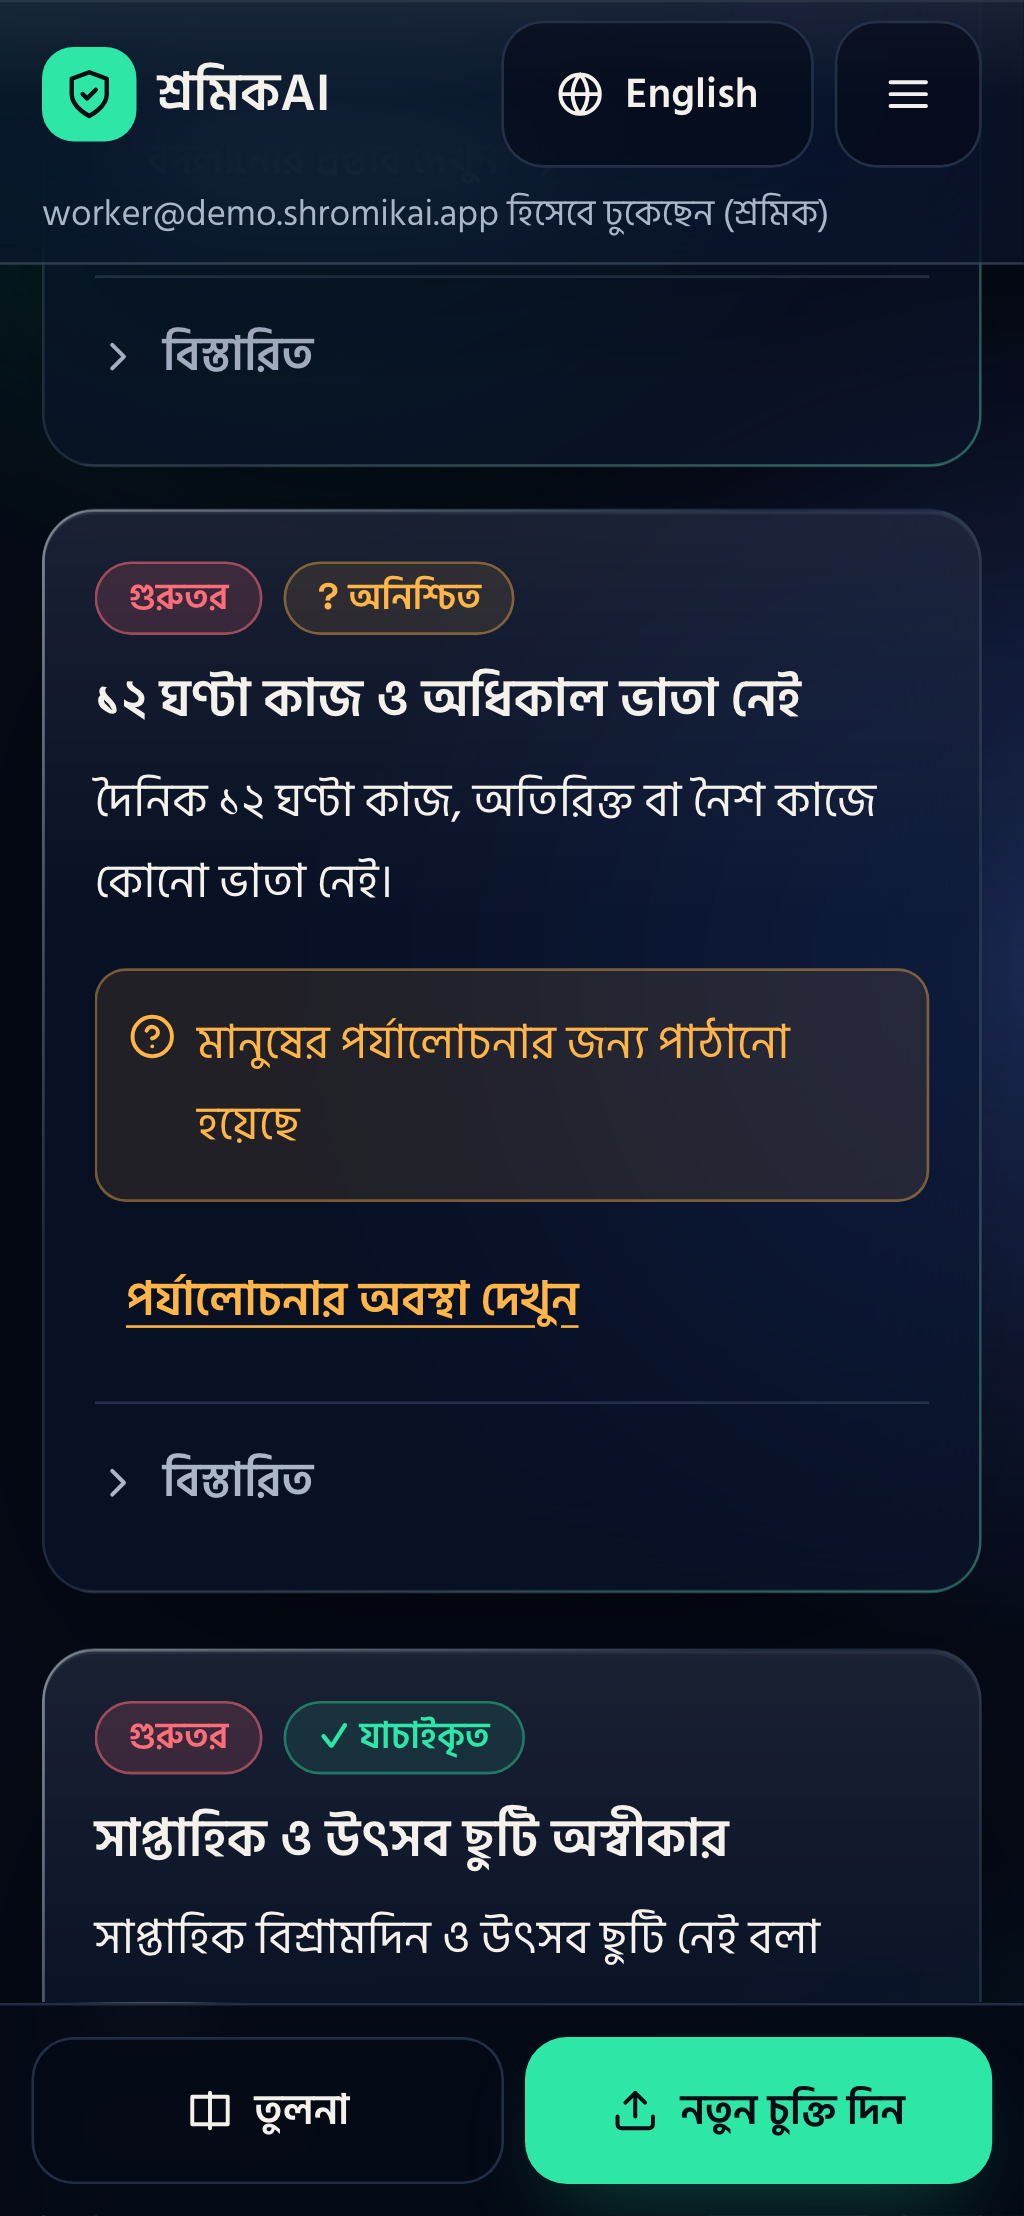 শ্রমিকAI
English
worker@demo.shromikai.app হিসেবে ঢুকেছেন (শ্রমিক)
বিস্তারিত
গুরুতর
? অনিশ্চিত
১২ ঘণ্টা কাজ ও অধিকাল ভাতা নেই
দৈনিক ১২ ঘণ্টা কাজ, অতিরিক্ত বা নৈশ কাজে
কোনো ভাতা নেই।
মানুষের পর্যালোচনার জন্য পাঠানো
হয়েছে
পর্যালোচনার অবস্থা দেখুন
বিস্তারিত
গুরুতর
✓ যাচাইকৃত
সাপ্তাহিক ও উৎসব ছুটি অস্বীকার
সাপ্তাহিক বিশ্রামদিন ও উৎসব ছুটি নেই বলা
তুলনা
নতুন চুক্তি দিন